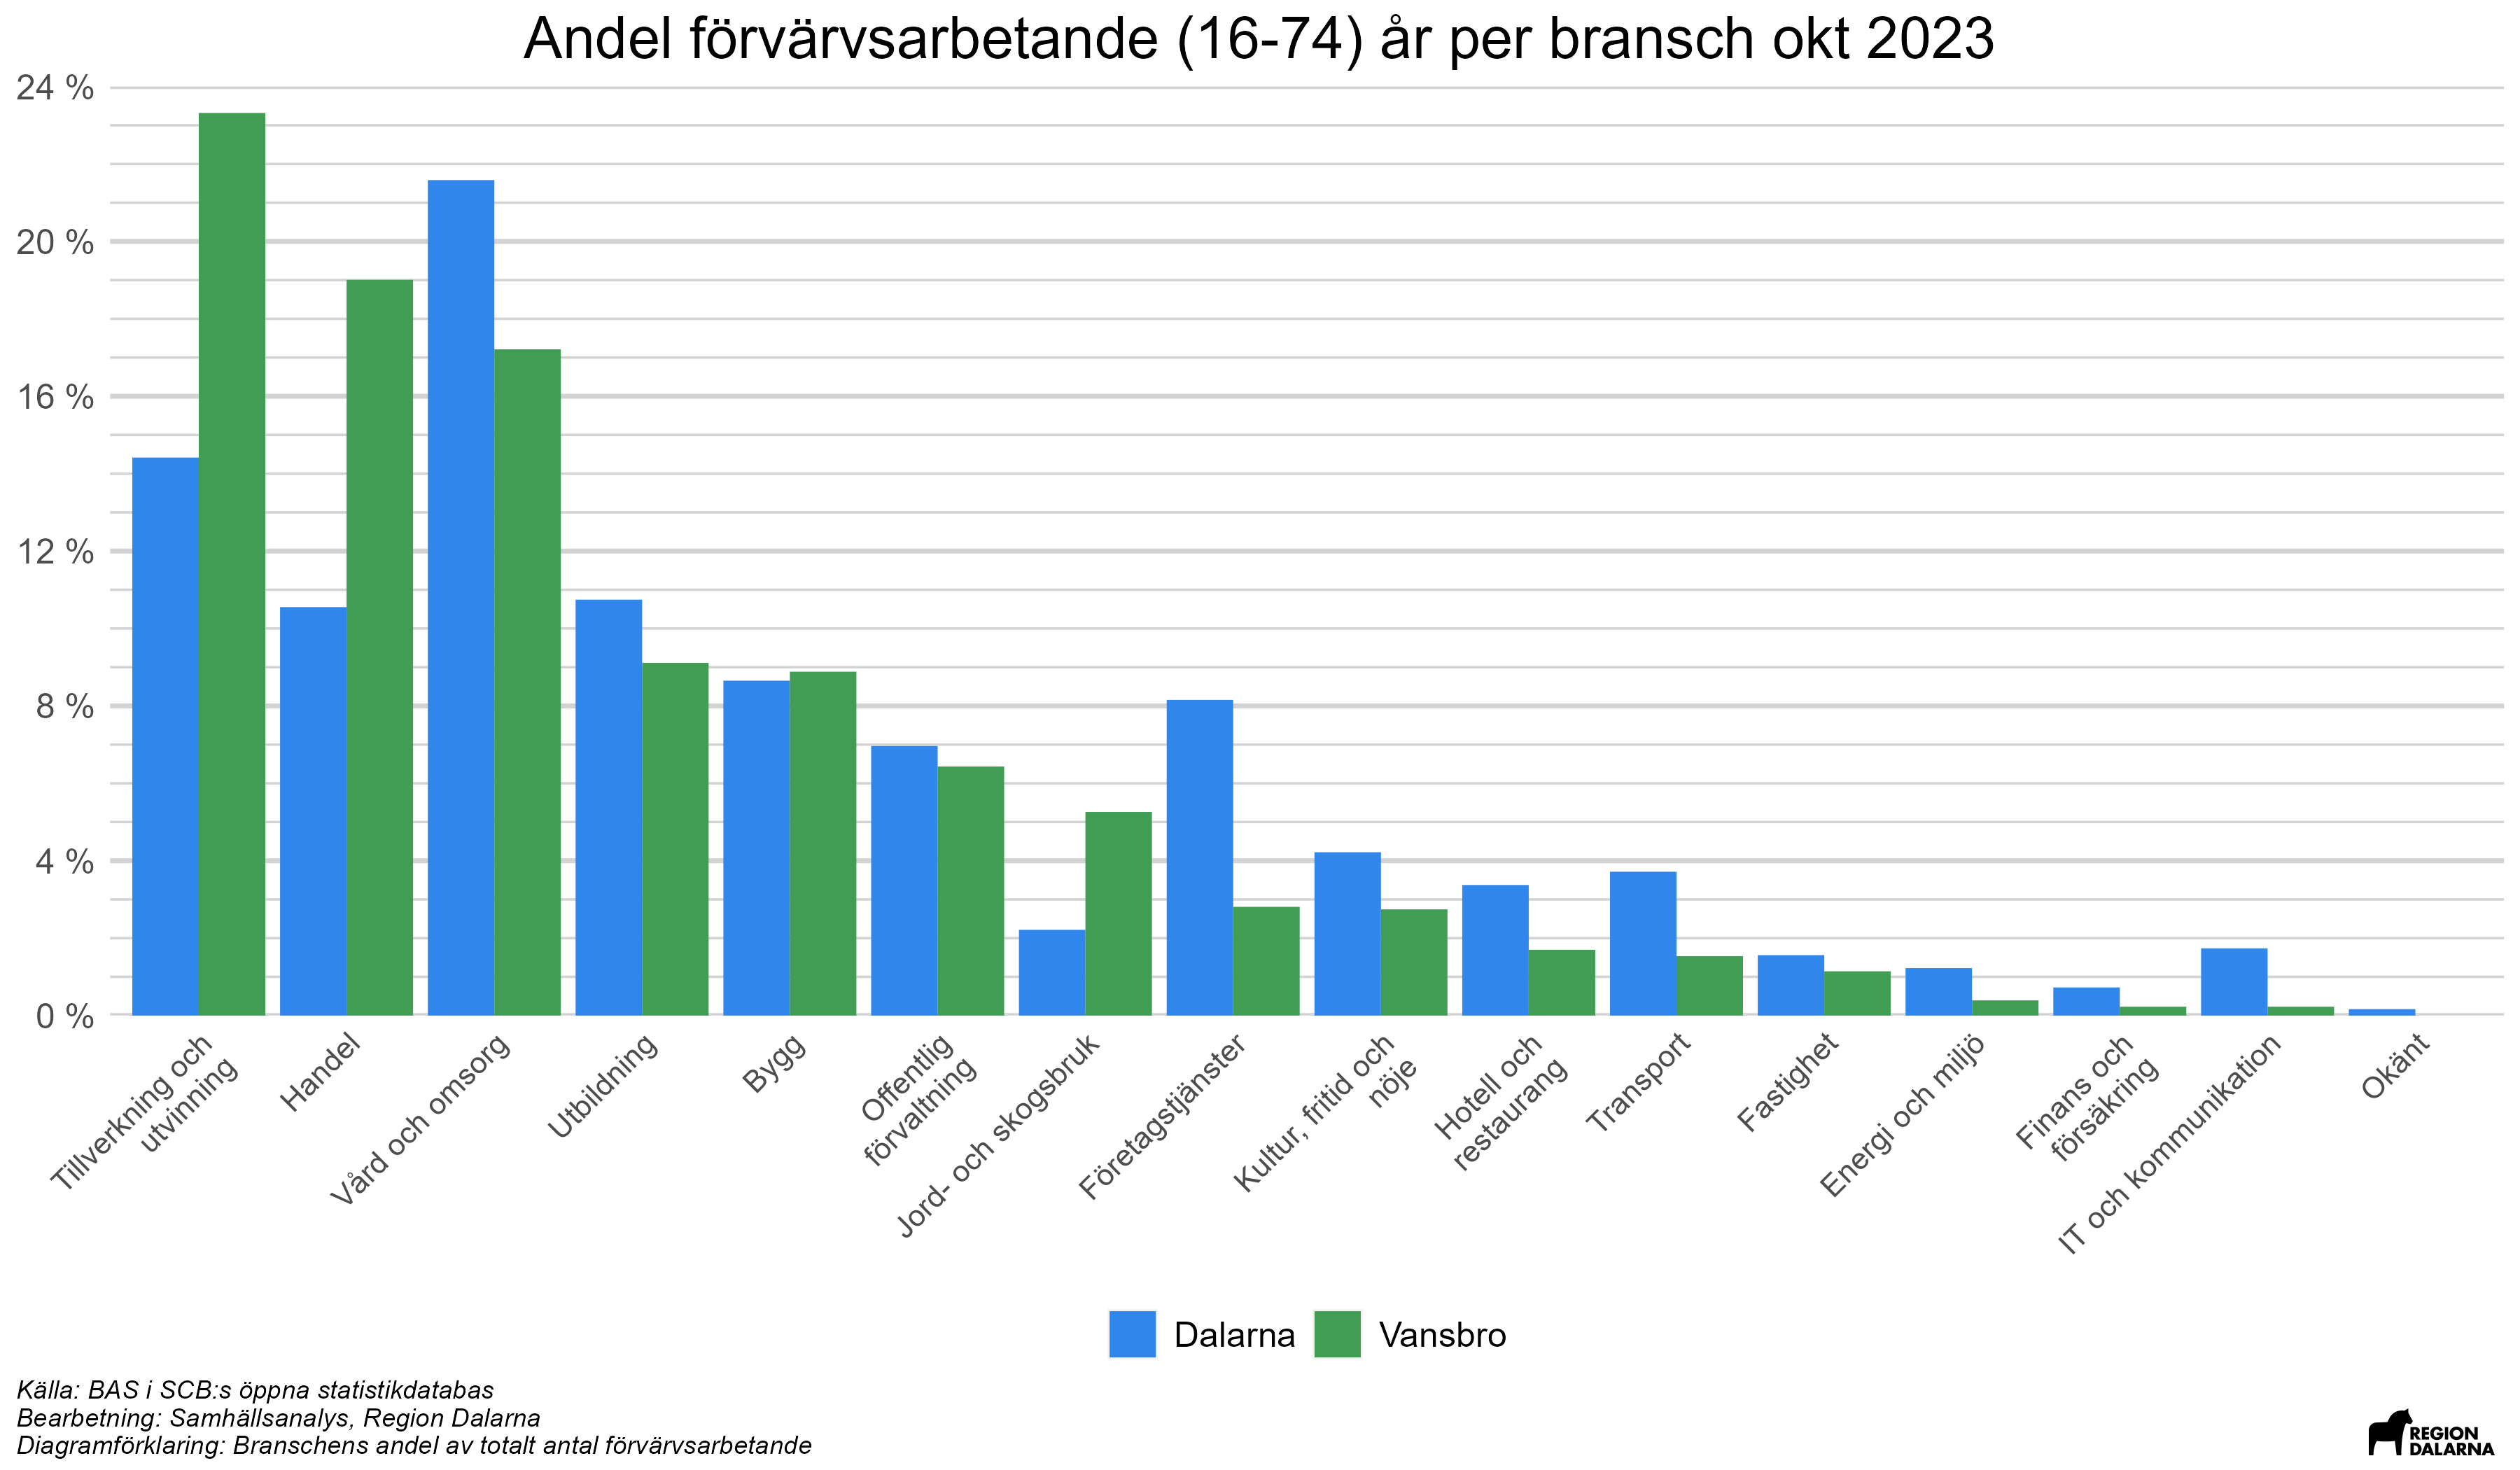 Andel förvärvsarbetande (16-74) år per bransch okt 2023
24 %
20 %
16 %
12 %
8 %
4 %
0 %
Tillverkning och
utvinning
Handel
Vård och omsorg
Utbildning
Bygg
Offentlig
förvaltning
Jord- och skogsbruk
Företagstjänster
Kultur, fritid och
nöje
Hotell och
restaurang
Transport
Fastighet
Energi och miljö
Finans och
försäkring
IT och kommunikation
Okänt
Dalarna
Vansbro
Källa: BAS i SCB:s öppna statistikdatabas
Bearbetning: Samhällsanalys, Region Dalarna
Diagramförklaring: Branschens andel av totalt antal förvärvsarbetande
REGION
DALARNA